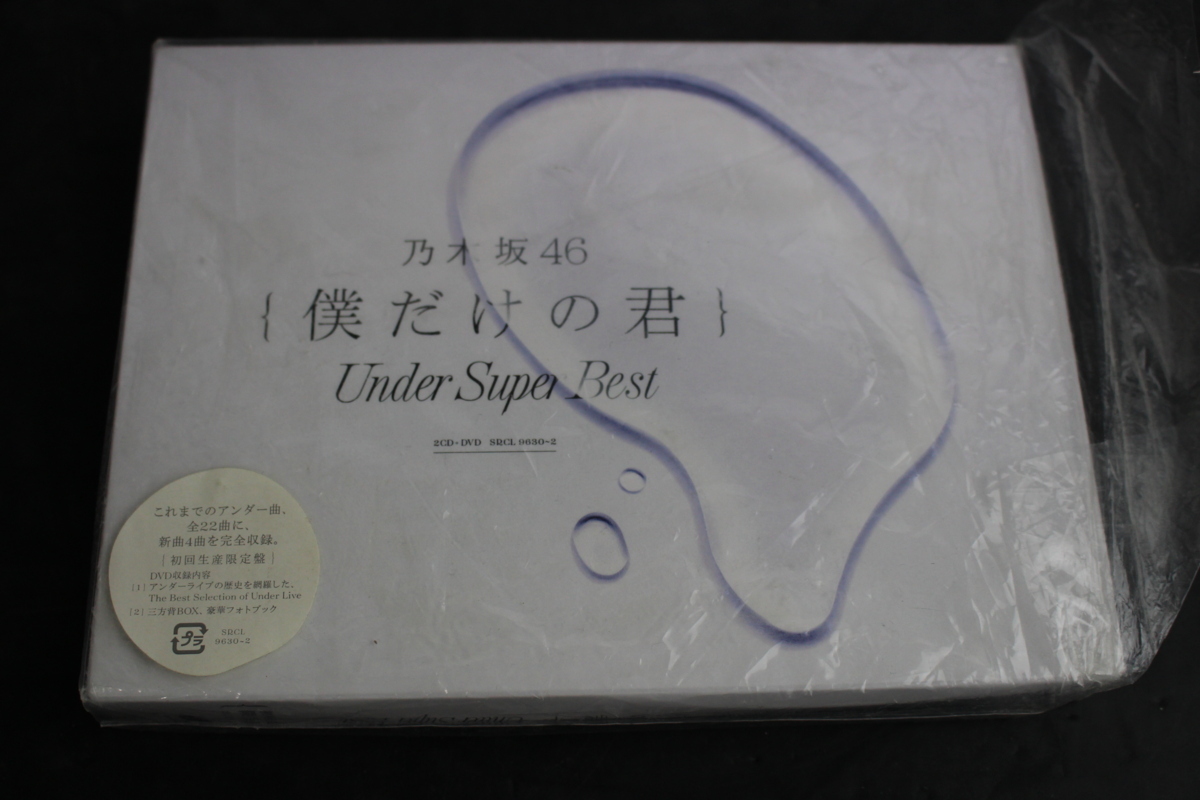 乃木坂46
{僕だけの君}
Under Super Best
2CD+DVD SRCL 9630~2
これまでのアンダー曲、
全22曲に、
新曲4曲を完全収録。
[初回生産限定盤]
DVD収録内容
[1] アンダーライブの歴史を網羅した、
The Best Selection of Under Live
[2] 三方背BOX、豪華フォトブック
プラ
SRCL
9630~2